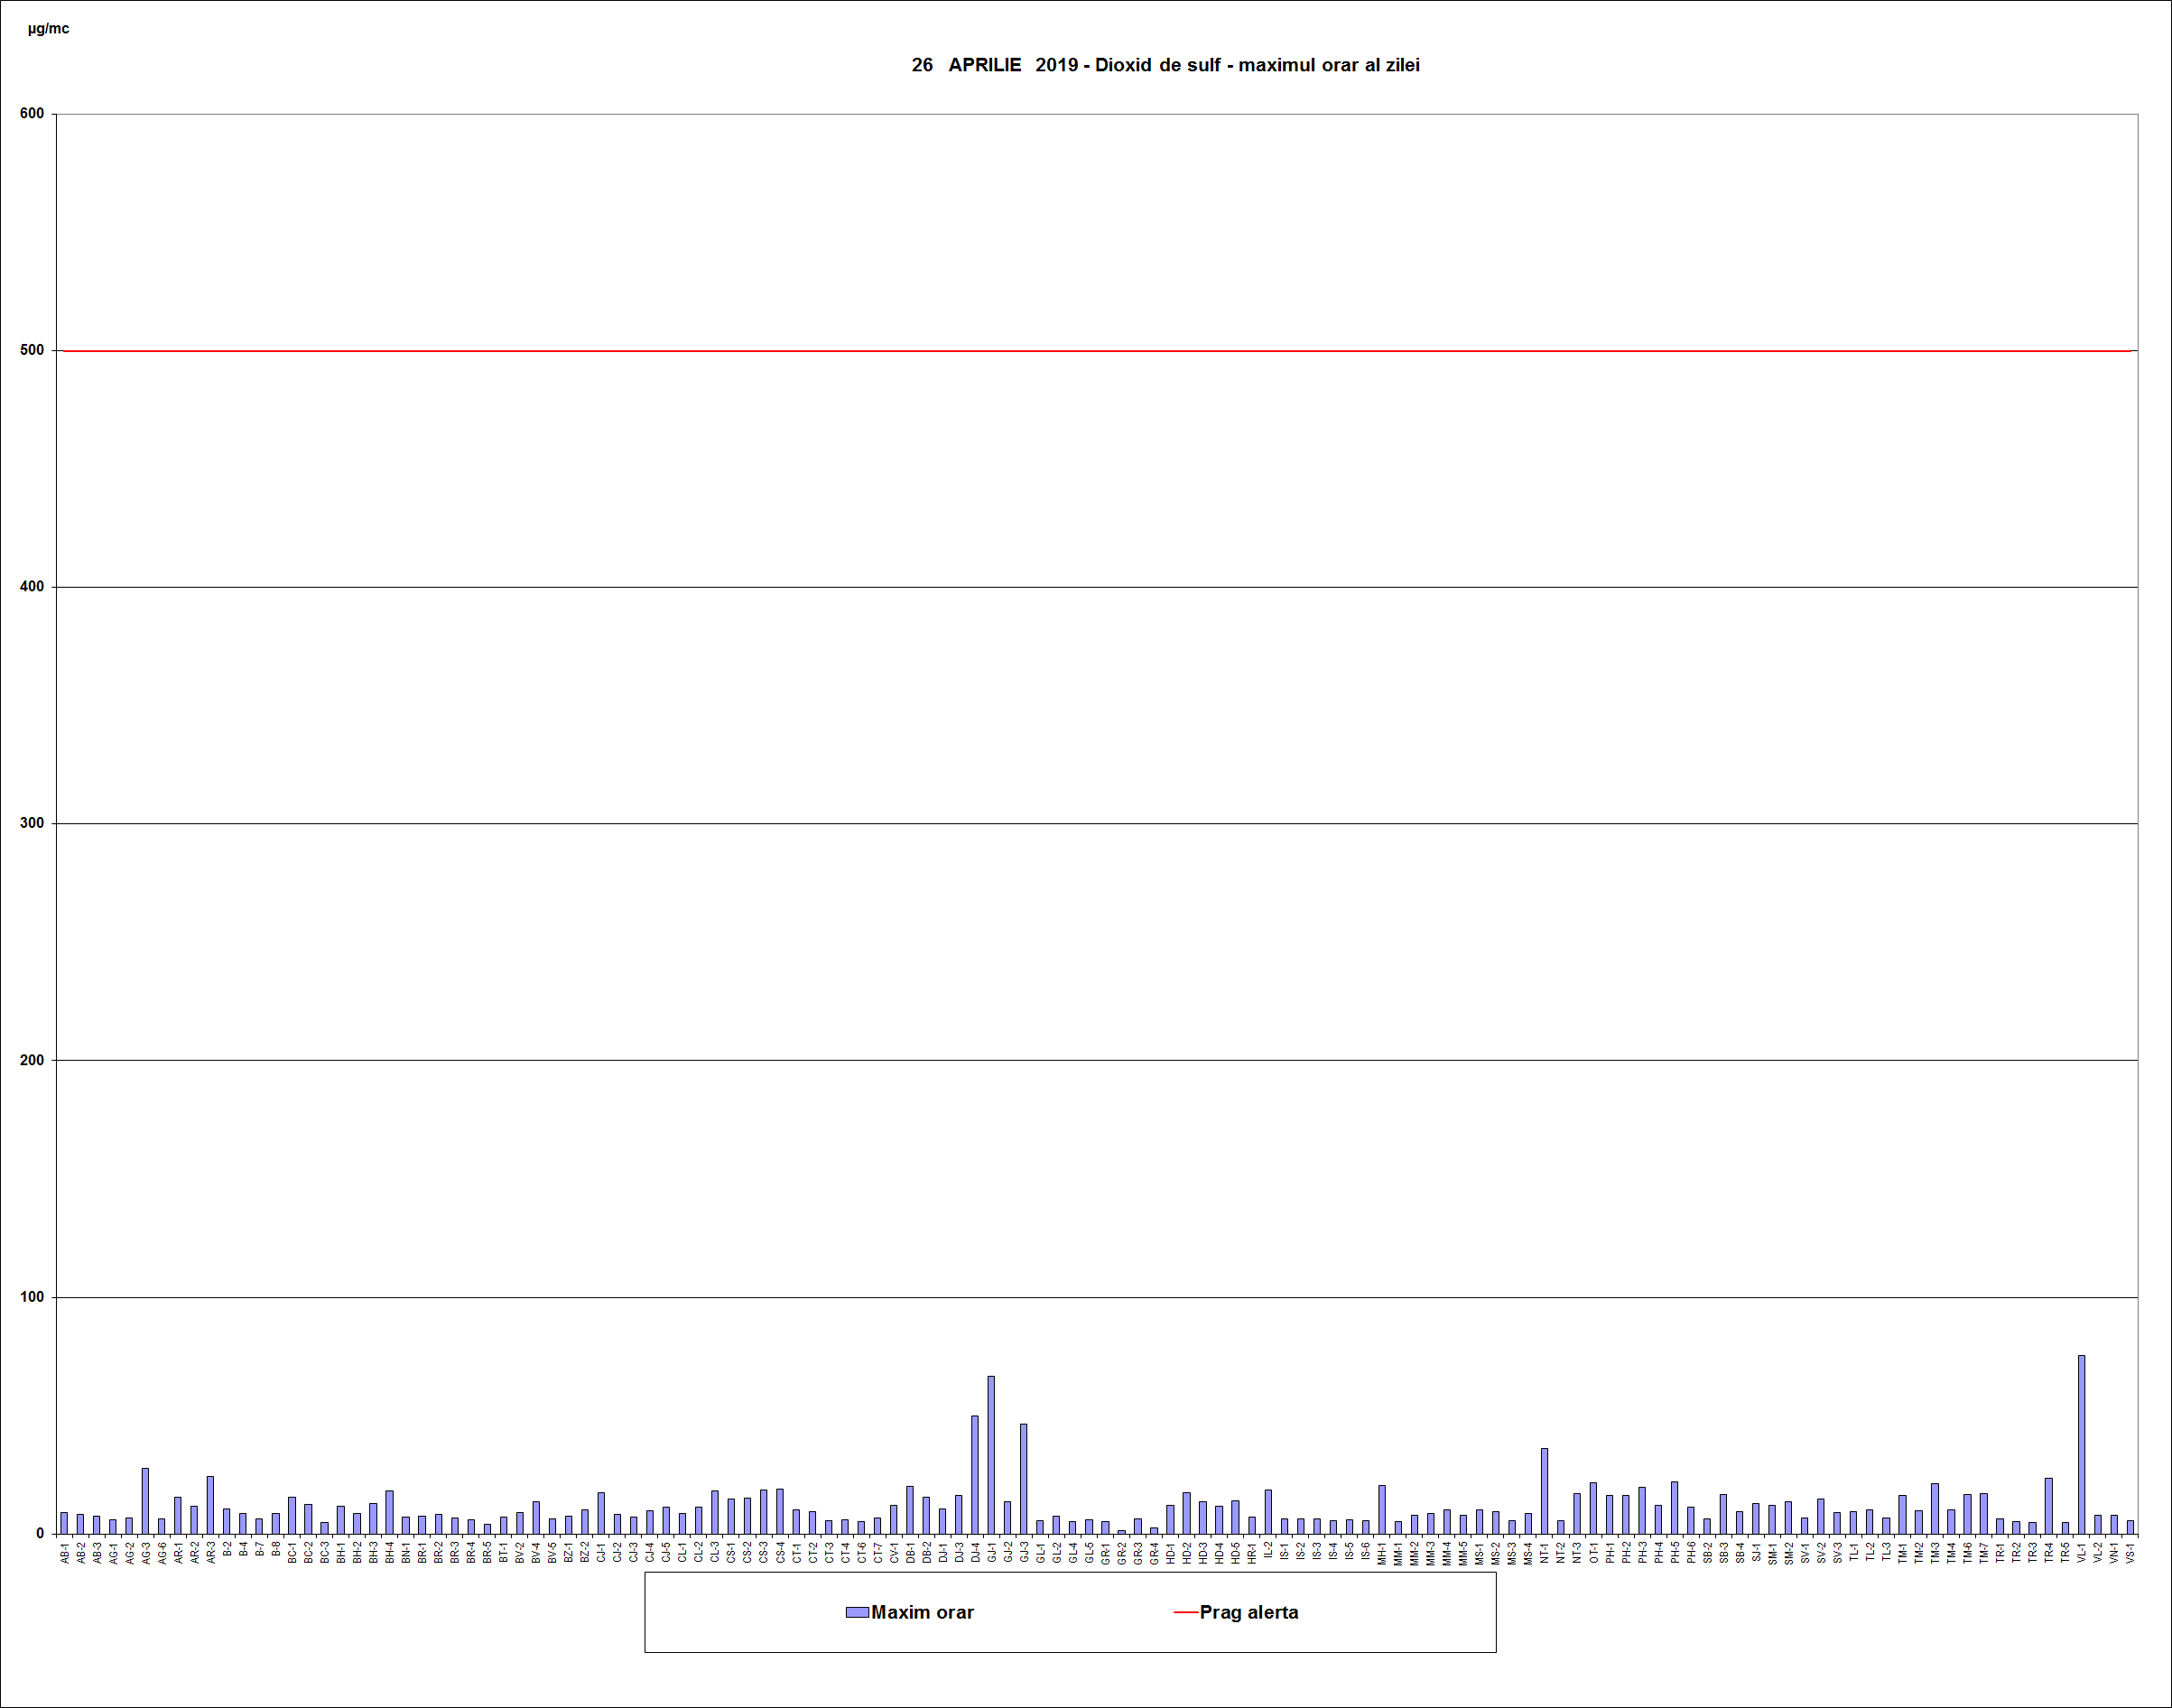 µg/mc
26 APRILIE 2019 - Dioxid de sulf - maximul orar al zilei
600
500
400
300
200
100
0
AB-1
AB-2
AB-3
AG-1
AG-2
AG-3
AG-6
AR-1
AR-2
AR-3
B-2
B-4
B-7
B-8
BC-1
BC-2
BC-3
BH-1
BH-2
BH-3
BH-4
BN-1
BR-1
BR-2
BR-3
BR-4
BR-5
BT-1
BV-2
BV-4
BV-5
BZ-1
BZ-2
CJ-1
CJ-2
CJ-3
CJ-4
CJ-5
CL-1
CL-2
CL-3
CS-1
CS-2
CS-3
CS-4
CT-1
CT-2
CT-3
CT-4
CT-6
CT-7
CV-1
DB-1
DB-2
DJ-1
DJ-3
DJ-4
GJ-1
GJ-2
GJ-3
GL-1
GL-2
GL-4
GL-5
GR-1
GR-2
GR-3
GR-4
HD-1
HD-2
HD-3
HD-4
HD-5
HR-1
IL-2
IS-1
IS-2
IS-3
IS-4
IS-5
IS-6
MH-1
MM-1
MM-2
MM-3
MM-4
MM-5
MS-1
MS-2
MS-3
MS-4
NT-1
NT-2
NT-3
OT-1
PH-1
PH-2
PH-3
PH-4
PH-5
PH-6
SB-2
SB-3
SB-4
SJ-1
SM-1
SM-2
SV-1
SV-2
SV-3
TL-1
TL-2
TL-3
TM-1
TM-2
TM-3
TM-4
TM-6
TM-7
TR-1
TR-2
TR-3
TR-4
TR-5
VL-1
VL-2
VN-1
VS-1
Maxim orar
Prag alerta